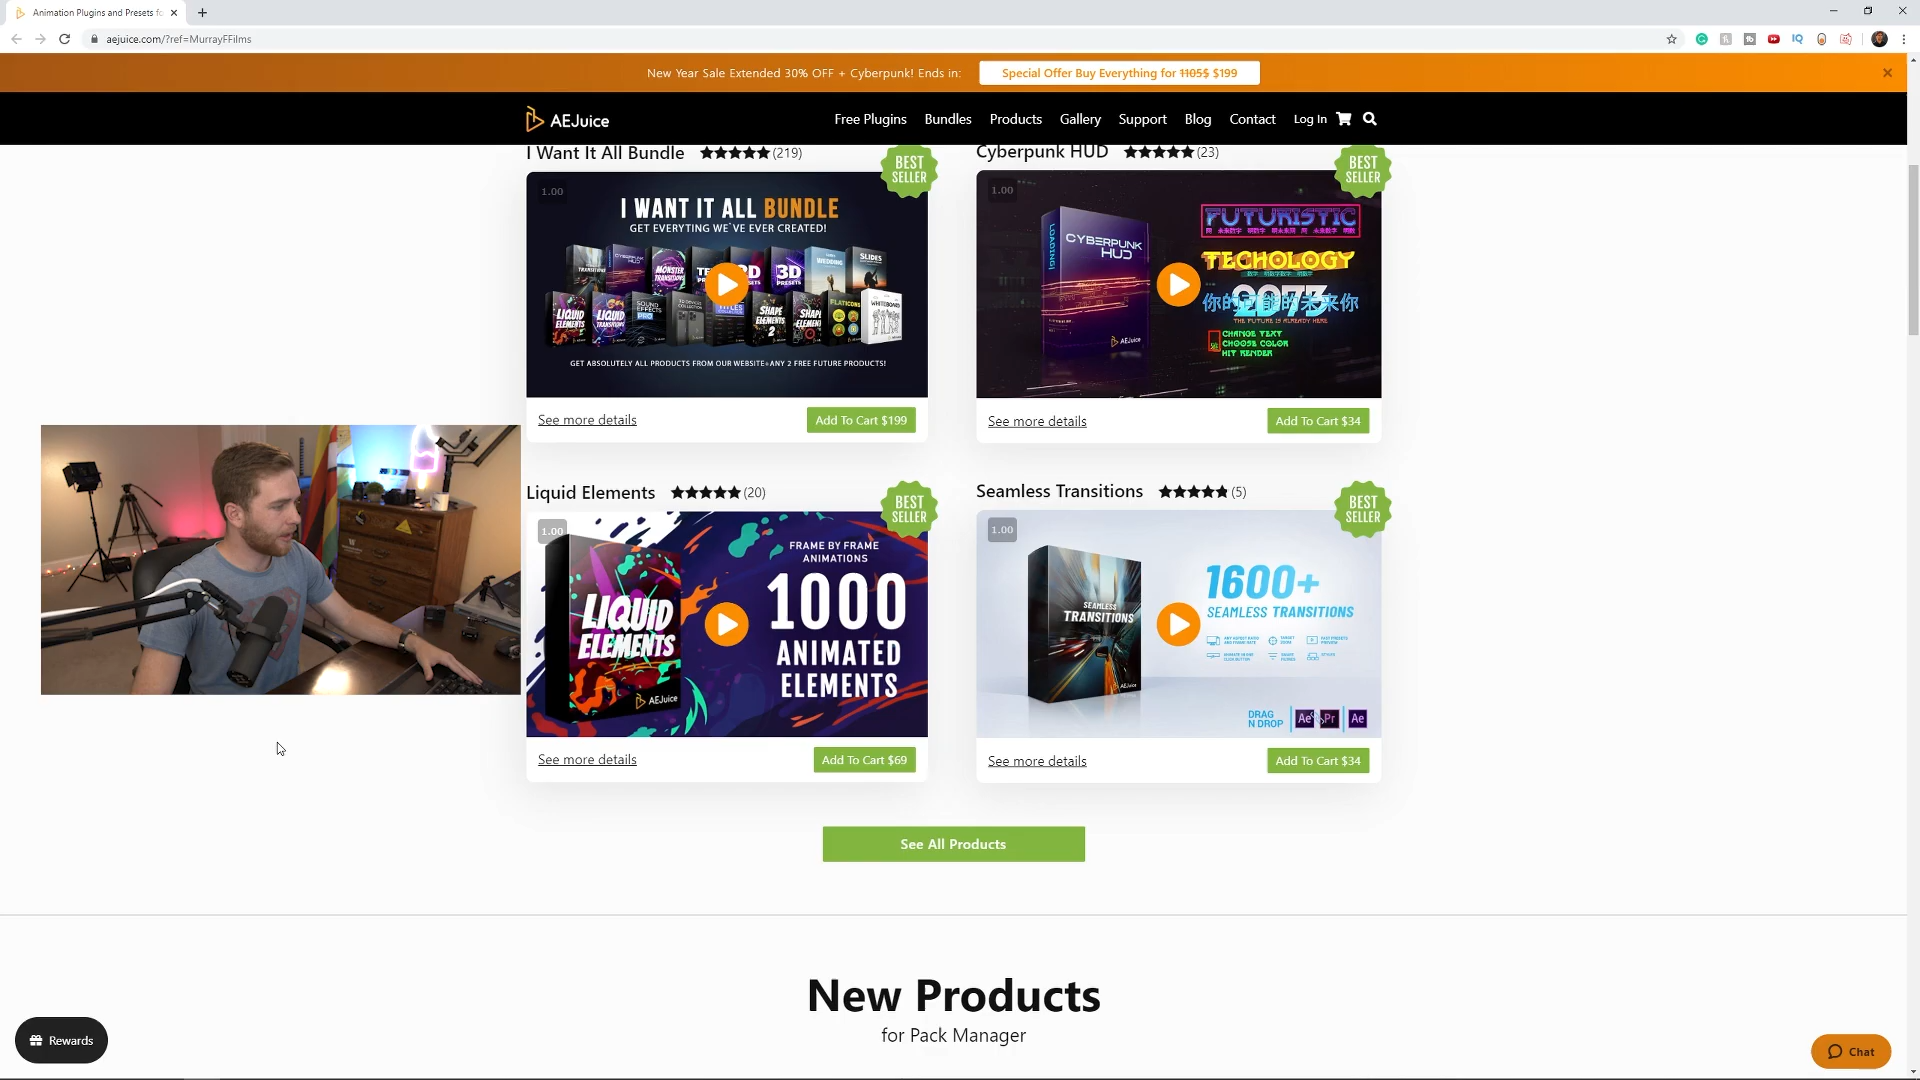 Animation Plugins and Presets fo
aejuice.com/?ref=MurrayFFilms
New Year Sale Extended 30% OFF + Cyberpunk! Ends in:
Special Offer Buy Everything for 1105$ $199
AEJuice
Free Plugins
Bundles
Products
Gallery
Support
Blog
Contact
Log In
I Want It All Bundle
(219)
BEST
SELLER
1.00
I WANT IT ALL BUNDLE
GET EVERYTING WE`VE EVER CREATED!
GET ABSOLUTELY ALL PRODUCTS FROM OUR WEBSITE+ANY 2 FREE FUTURE PRODUCTS!
See more details
Add To Cart $199
Cyberpunk HUD
(23)
BEST
SELLER
1.00
LOADING!
CYBERPUNK
HUD
AEJuice
FUTURISTIC
TECHOLOGY
2073
THE FUTURE IS ALREADY HERE
CHANGE TEXT
CHOOSE COLOR
HIT RENDER
See more details
Add To Cart $34
Liquid Elements
(20)
BEST
SELLER
1.00
LIQUID
ELEMENTS
AEJuice
FRAME BY FRAME
ANIMATIONS
1000
ANIMATED
ELEMENTS
See more details
Add To Cart $69
Seamless Transitions
(5)
BEST
SELLER
1.00
SEAMLESS
TRANSITIONS
AEJuice
1600+
SEAMLESS TRANSITIONS
DRAG
N DROP
Ae
Pr
Ae
See more details
Add To Cart $34
See All Products
New Products
for Pack Manager
Rewards
Chat